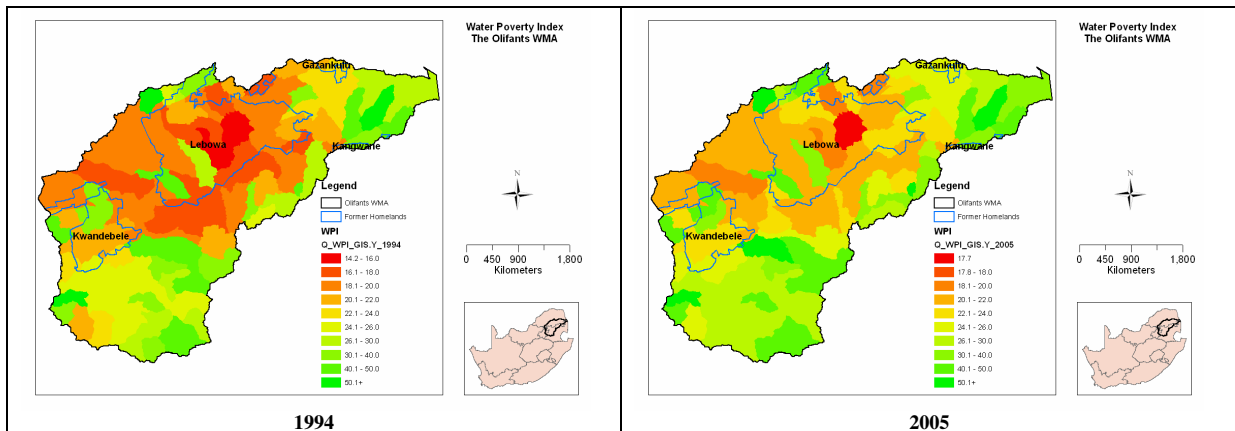 Water Poverty Index
The Olifants WMA
Gazankulu
Lebowa
Kangwane
Kwandebele
N
Legend
Olifants WMA
Former Homelands
WPI
Q_WPI_GIS.Y_1994
14.2 - 16.0
16.1 - 18.0
18.1 - 20.0
20.1 - 22.0
22.1 - 24.0
24.1 - 26.0
26.1 - 30.0
30.1 - 40.0
40.1 - 50.0
50.1+
0 450 900 1,800
Kilometers
1994
Water Poverty Index
The Olifants WMA
Gazankulu
Lebowa
Kangwane
Kwandebele
N
Legend
Olifants WMA
Former Homelands
WPI
Q_WPI_GIS.Y_2005
17.7
17.8 - 18.0
18.1 - 20.0
20.1 - 22.0
22.1 - 24.0
24.1 - 26.0
26.1 - 30.0
30.1 - 40.0
40.1 - 50.0
50.1+
0 450 900 1,800
Kilometers
2005